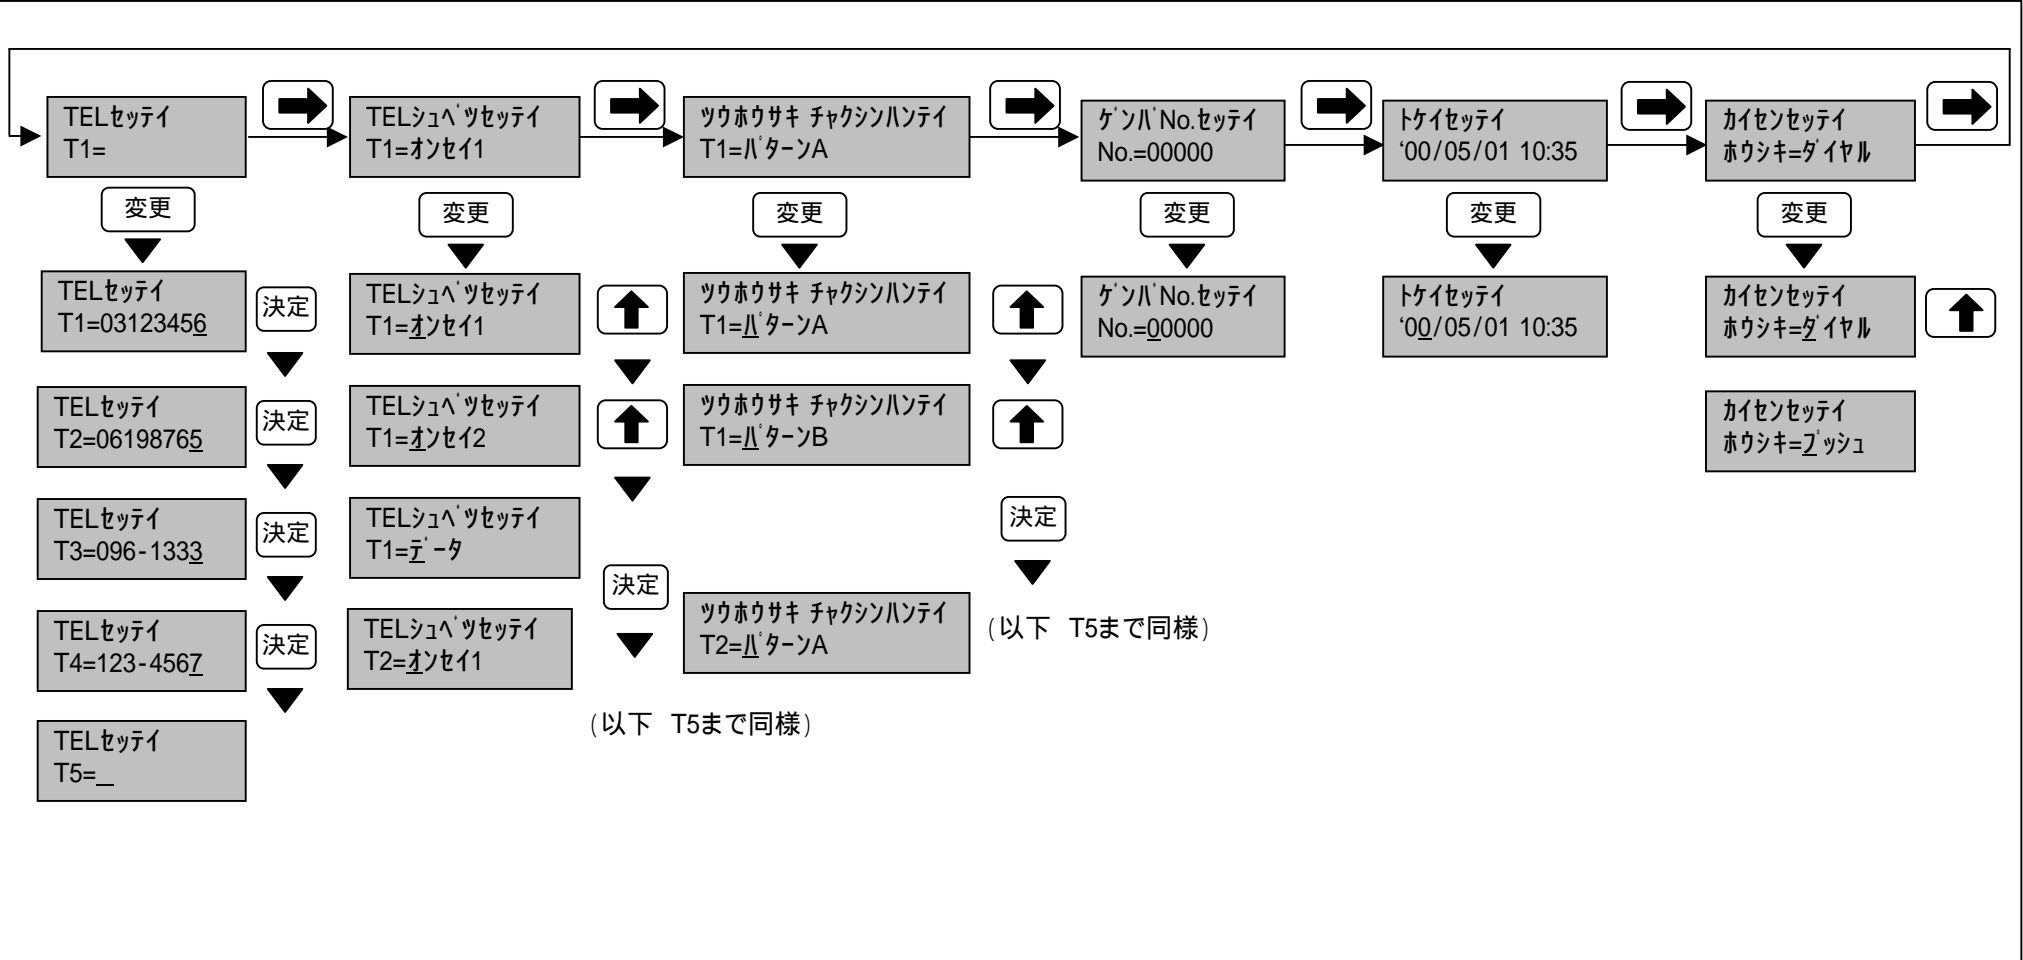 TELｾｯﾃｲ
T1=
TELｼｭﾍﾞﾂｾｯﾃｲ
T1=ｵﾝｾｲ1
ﾂｳﾎｳｻｷ ﾁｬｸｼﾝﾊﾝﾃｲ
T1=ﾊﾟﾀｰﾝA
ｹﾞﾝﾊﾞNo.ｾｯﾃｲ
No.=00000
ﾄｹｲｾｯﾃｲ
‘00/05/01 10:35
ｶｲｾﾝｾｯﾃｲ
ﾎｳｼｷ=ﾀﾞｲﾔﾙ
変更
変更
変更
変更
変更
変更
TELｾｯﾃｲ
T1=03123456
決定
TELｾｯﾃｲ
T2=06198765
決定
TELｾｯﾃｲ
T3=096-1333
決定
TELｾｯﾃｲ
T4=123-4567
決定
TELｾｯﾃｲ
T5=_
TELｼｭﾍﾞﾂｾｯﾃｲ
T1=ｵﾝｾｲ1
TELｼｭﾍﾞﾂｾｯﾃｲ
T1=ｵﾝｾｲ2
TELｼｭﾍﾞﾂｾｯﾃｲ
T1=ﾃﾞｰﾀ
決定
TELｼｭﾍﾞﾂｾｯﾃｲ
T2=ｵﾝｾｲ1
(以下　T5まで同様)
ﾂｳﾎｳｻｷ ﾁｬｸｼﾝﾊﾝﾃｲ
T1=ﾊﾟﾀｰﾝA
ﾂｳﾎｳｻｷ ﾁｬｸｼﾝﾊﾝﾃｲ
T1=ﾊﾟﾀｰﾝB
決定
ﾂｳﾎｳｻｷ ﾁｬｸｼﾝﾊﾝﾃｲ
T2=ﾊﾟﾀｰﾝA
(以下　T5まで同様)
ｹﾞﾝﾊﾞNo.ｾｯﾃｲ
No.=00000
ﾄｹｲｾｯﾃｲ
‘00/05/01 10:35
ｶｲｾﾝｾｯﾃｲ
ﾎｳｼｷ=ﾀﾞｲﾔﾙ
ｶｲｾﾝｾｯﾃｲ
ﾎｳｼｷ=ﾌﾟｯｼｭ